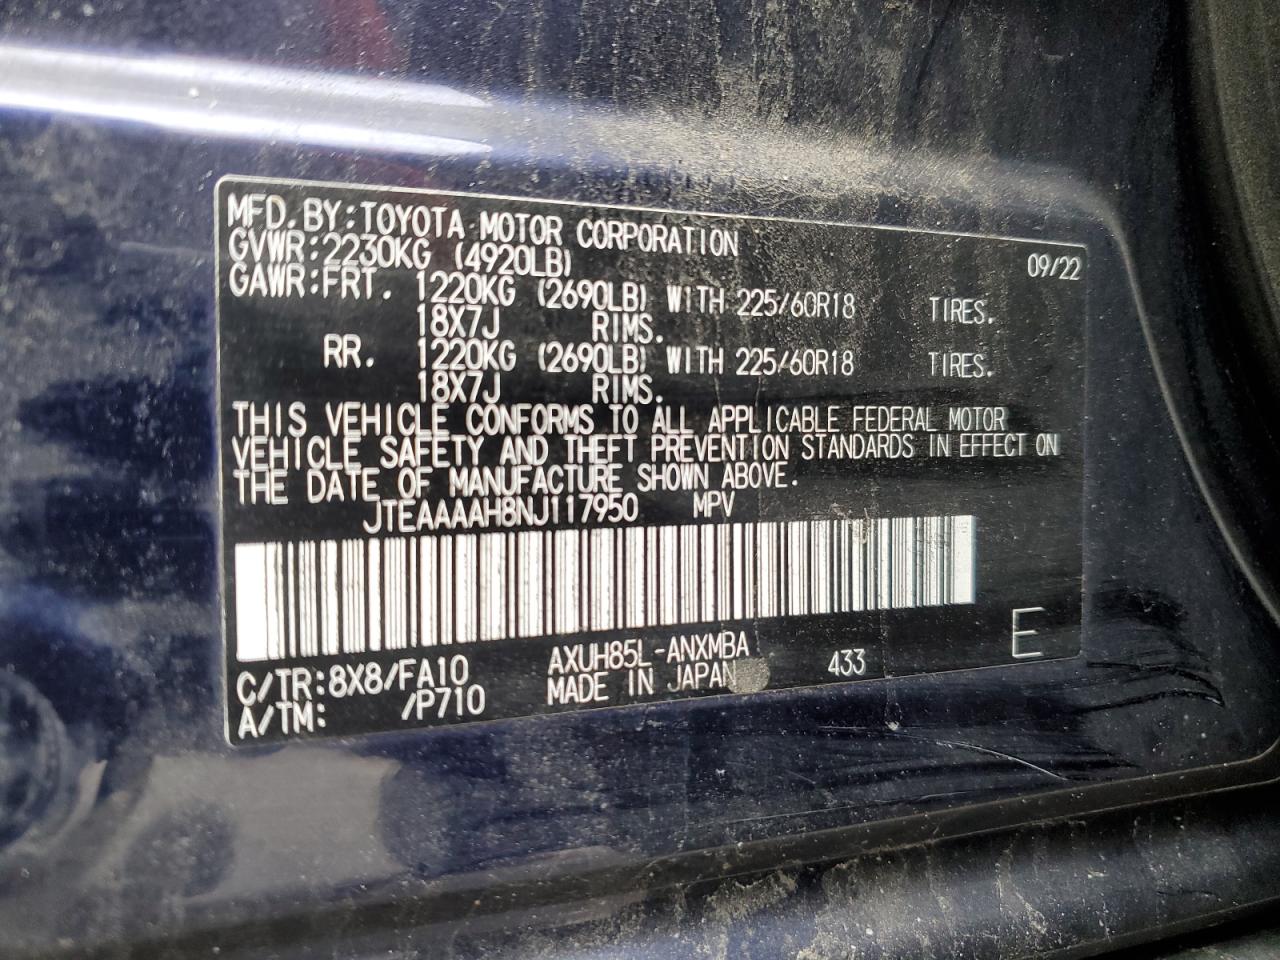 MFD. BY: TOYOTA MOTOR CORPORATION
GVWR: 2230KG (4920LB) 09/22
GAWR: FRT. 1220KG (2690LB) WITH 225/60R18 TIRES.
18X7J RIMS.
RR. 1220KG (2690LB) WITH 225/60R18 TIRES.
18X7J RIMS.
THIS VEHICLE CONFORMS TO ALL APPLICABLE FEDERAL MOTOR
VEHICLE SAFETY AND THEFT PREVENTION STANDARDS IN EFFECT ON
THE DATE OF MANUFACTURE SHOWN ABOVE.
JTEAAAAH8NJ117950 MPV
C/TR: 8X8/FA10 AXUH85L-ANXMBA 433 E
A/TM: /P710 MADE IN JAPAN